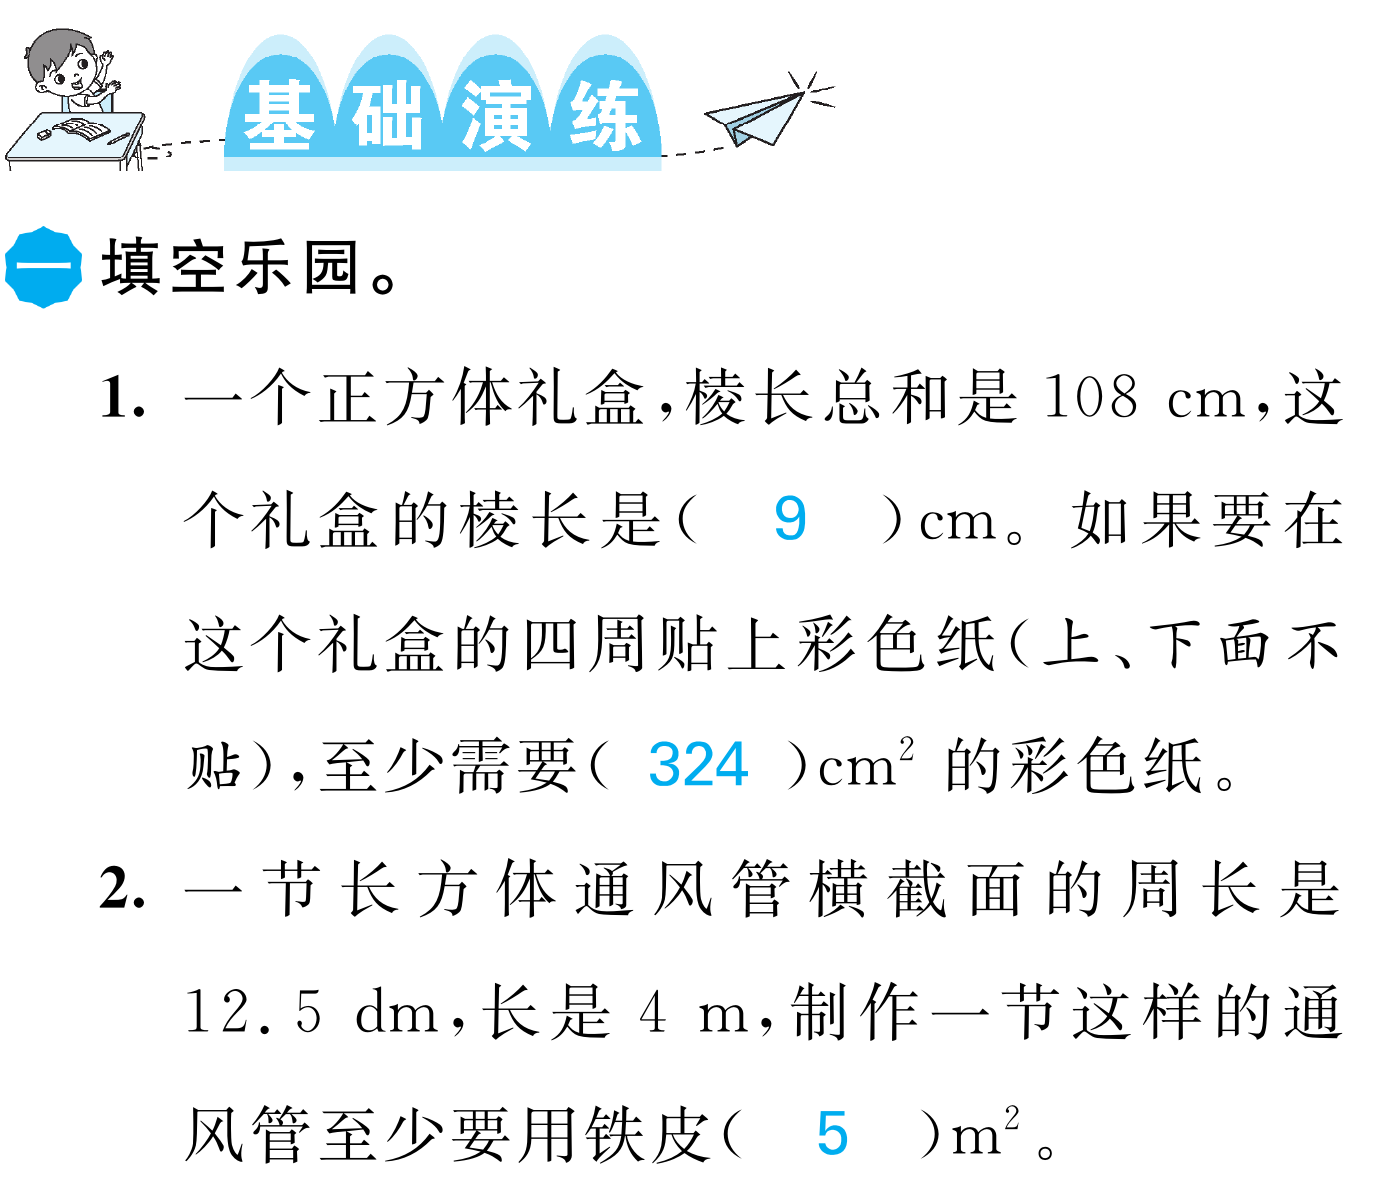 基础演练
一 填空乐园。
1. 一个正方体礼盒,棱长总和是 108 cm,这
个礼盒的棱长是( 9 )cm。如果要在
这个礼盒的四周贴上彩色纸(上、下面不
贴),至少需要( 324 )cm² 的彩色纸。
2. 一节长方体通风管横截面的周长是
12.5 dm,长是 4 m,制作一节这样的通
风管至少要用铁皮( 5 )m²。